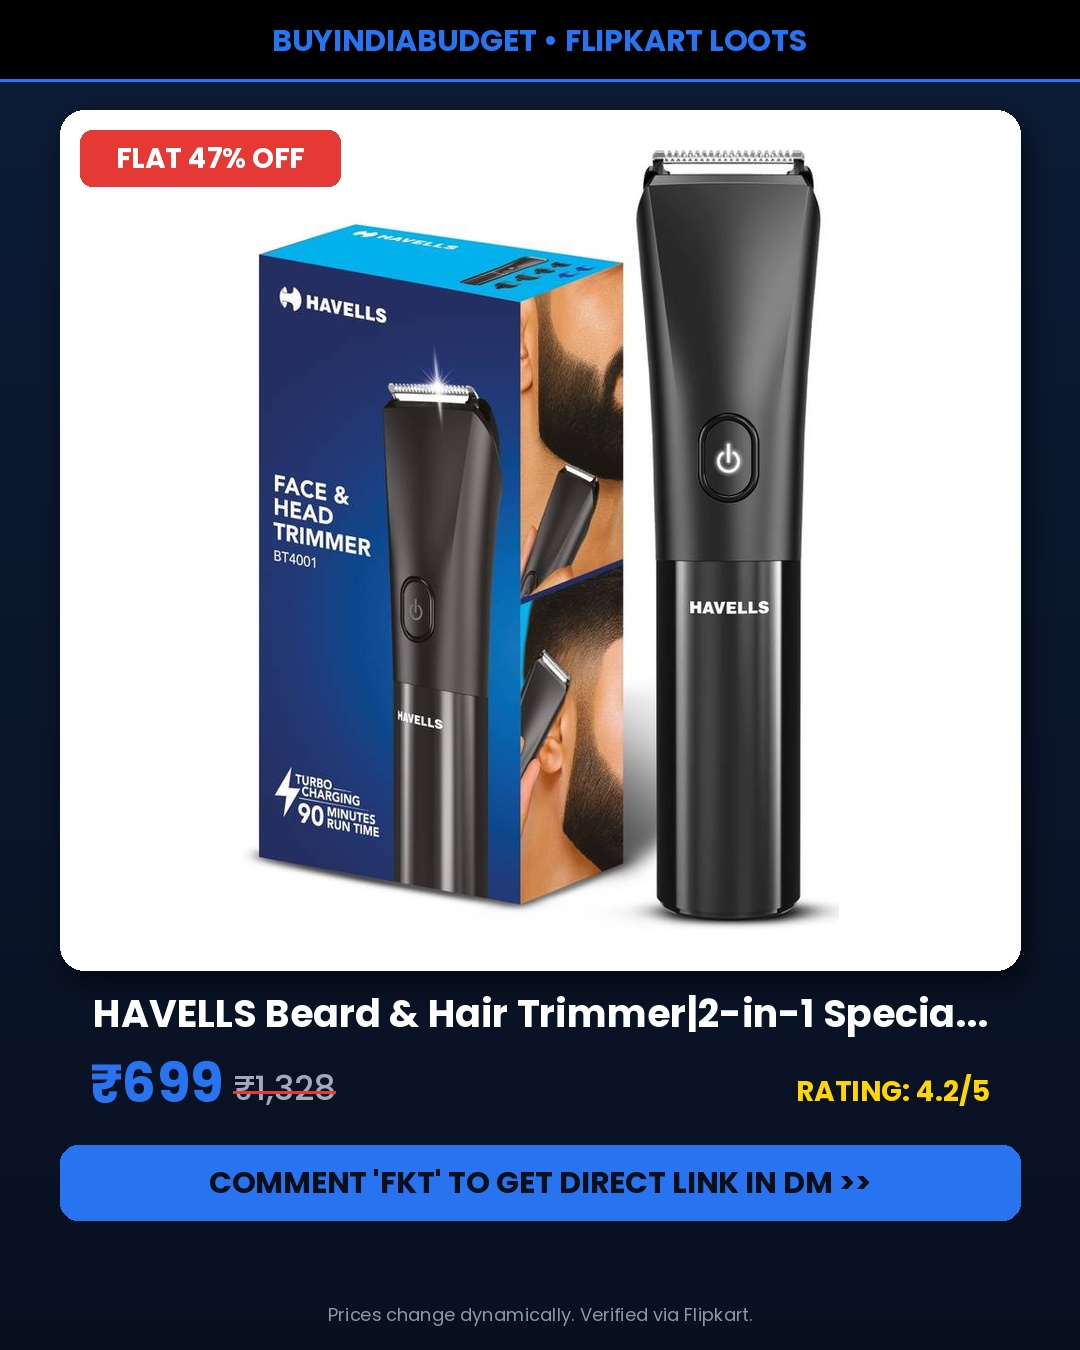 BUYINDIABUDGET • FLIPKART LOOTS
FLAT 47% OFF
HAVELLS
HAVELLS
FACE &
HEAD
TRIMMER
BT4001
HAVELLS
TURBO
CHARGING
90 MINUTES
RUN TIME
HAVELLS
HAVELLS Beard & Hair Trimmer|2-in-1 Specia...
₹699 ₹1,328
RATING: 4.2/5
COMMENT 'FKT' TO GET DIRECT LINK IN DM >>
Prices change dynamically. Verified via Flipkart.